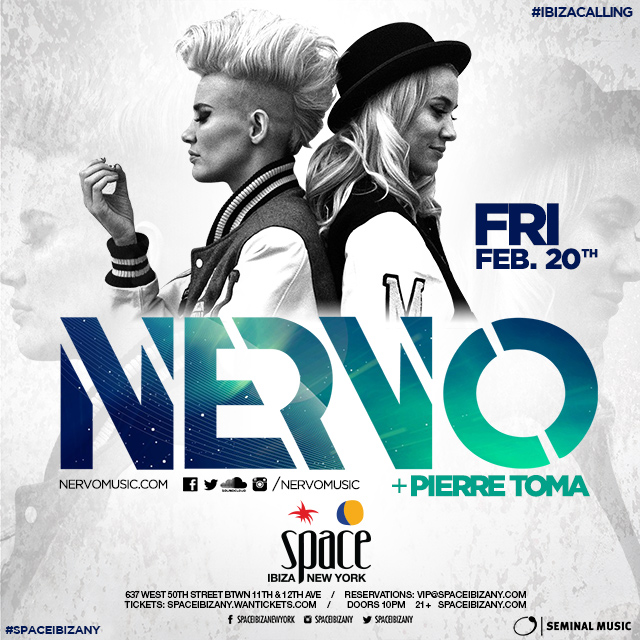 #IBIZACALLING
M
FRI
FEB. 20TH
NERVO
NERVOMUSIC.COM SOUNDCLOUD /NERVOMUSIC
+ PIERRE TOMA
space
IBIZA NEW YORK
637 WEST 50TH STREET BTWN 11TH & 12TH AVE / RESERVATIONS: VIP@SPACEIBIZANY.COM
TICKETS: SPACEIBIZANY.WANTICKETS.COM / DOORS 10PM 21+ SPACEIBIZANY.COM
SPACEIBIZANEWYORK SPACEIBIZANY SPACEIBIZANY
#SPACEIBIZANY
SEMINAL MUSIC